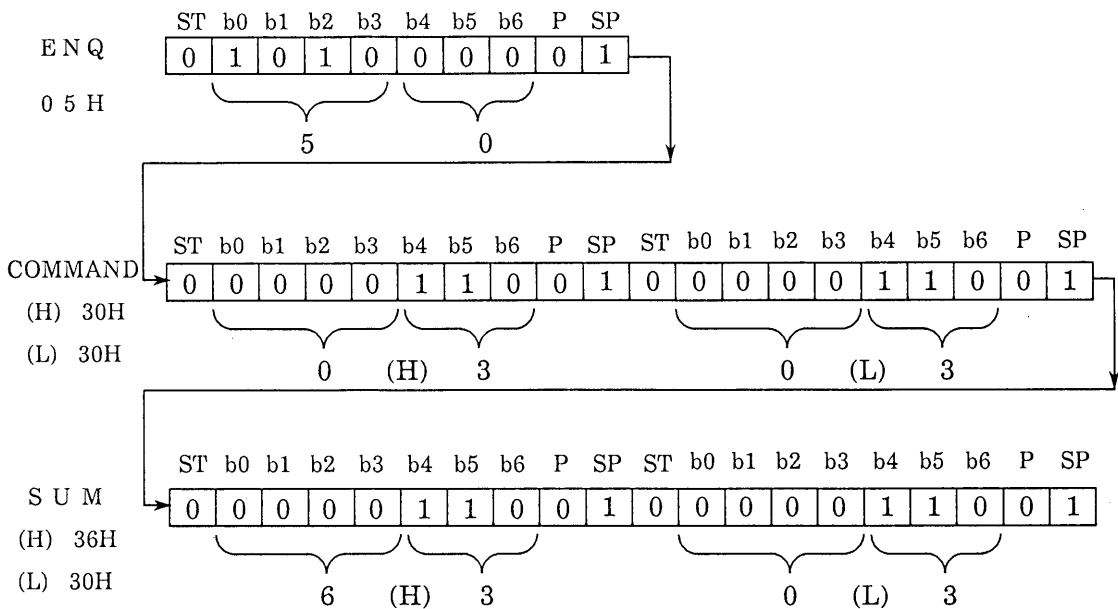 ST b0 b1 b2 b3 b4 b5 b6 P SP
ENQ 0 1 0 1 0 0 0 0 0 1
05H
5 0
ST b0 b1 b2 b3 b4 b5 b6 P SP ST b0 b1 b2 b3 b4 b5 b6 P SP
COMMAND 0 0 0 0 0 1 1 0 0 1 0 0 0 0 0 1 1 0 0 1
(H) 30H
(L) 30H
0 (H) 3 0 (L) 3
ST b0 b1 b2 b3 b4 b5 b6 P SP ST b0 b1 b2 b3 b4 b5 b6 P SP
SUM 0 0 0 0 0 1 1 0 0 1 0 0 0 0 0 1 1 0 0 1
(H) 36H
(L) 30H
6 (H) 3 0 (L) 3